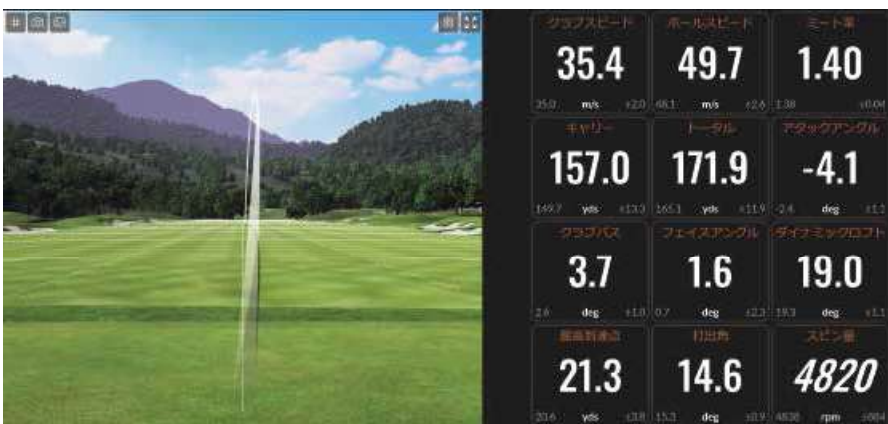 クラブスピード ボールスピード ミート率
35.4 49.7 1.40
35.0 m/s ±2.0 48.1 m/s ±2.6 1.38 ±0.04
キャリー トータル アタックアングル
157.0 171.9 -4.1
149.7 yds ±13.3 165.1 yds ±11.9 -2.4 deg ±1.1
クラブパス フェイスアングル ダイナミックロフト
3.7 1.6 19.0
2.6 deg ±1.0 0.7 deg ±2.3 19.3 deg ±1.1
最高到達点 打出角 スピン量
21.3 14.6 4820
20.6 yds ±3.8 15.3 deg ±0.9 4838 rpm ±684